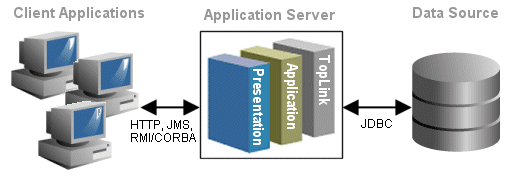 Client Applications
Application Server
Data Source
Presentation
Application
TopLink
HTTP, JMS,
RMI/CORBA
JDBC